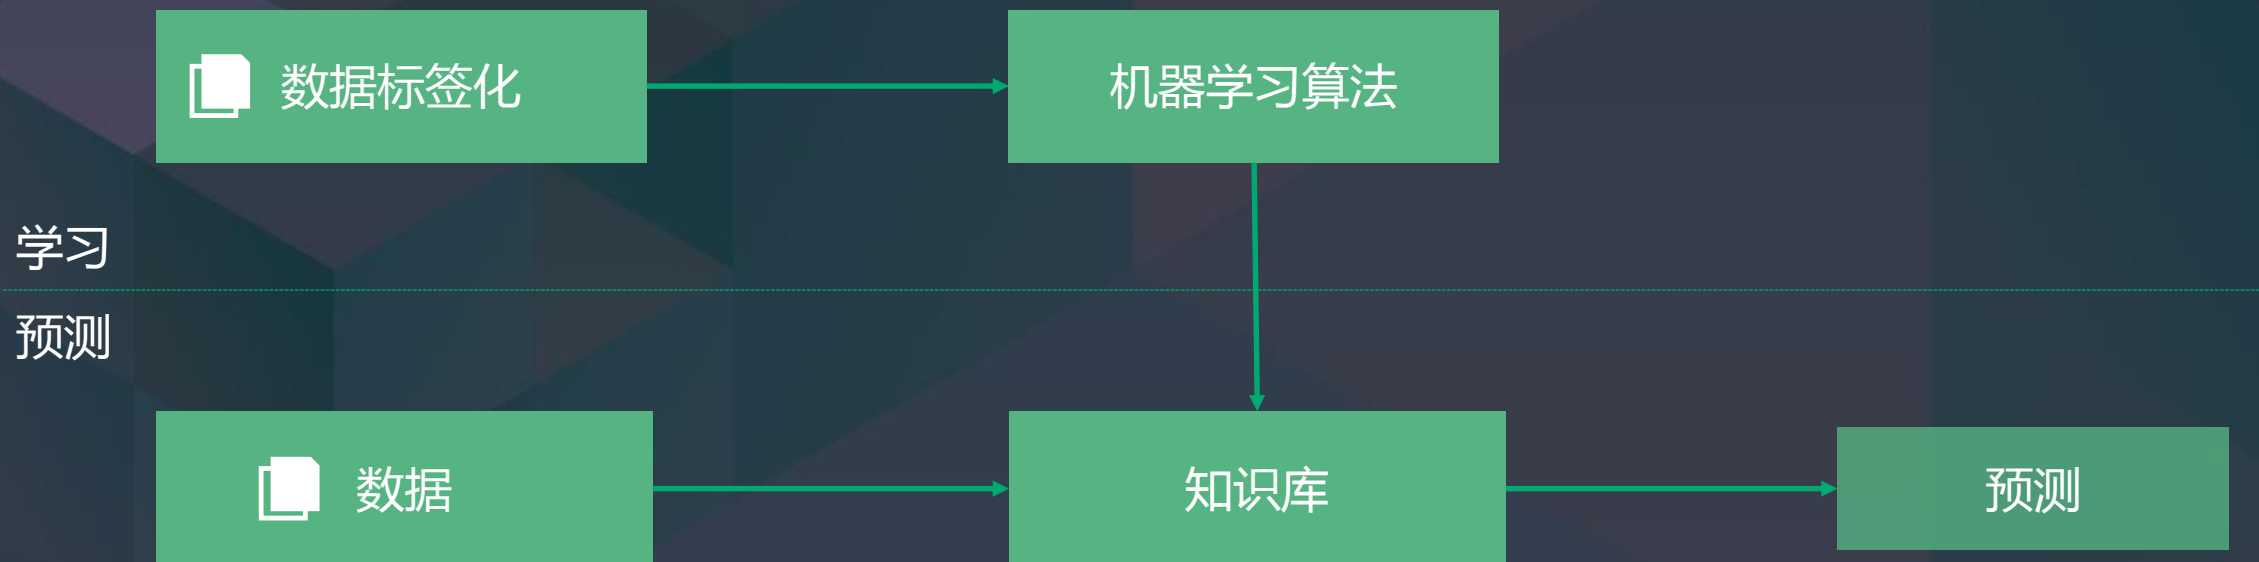 数据标签化
机器学习算法
学习
预测
数据
知识库
预测